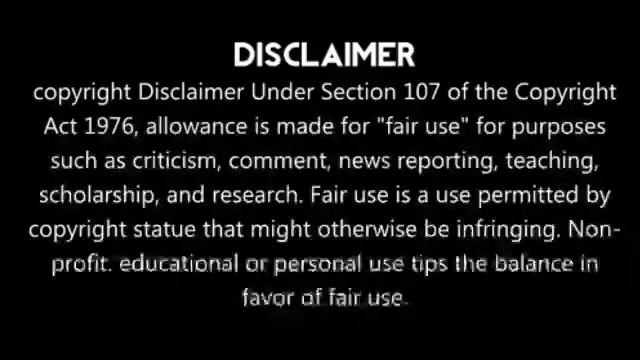 DISCLAIMER
copyright Disclaimer Under Section 107 of the Copyright
Act 1976, allowance is made for "fair use" for purposes
such as criticism, comment, news reporting, teaching,
scholarship, and research. Fair use is a use permitted by
copyright statue that might otherwise be infringing. Non-
profit. educational or personal use tips the balance in
favor of fair use.